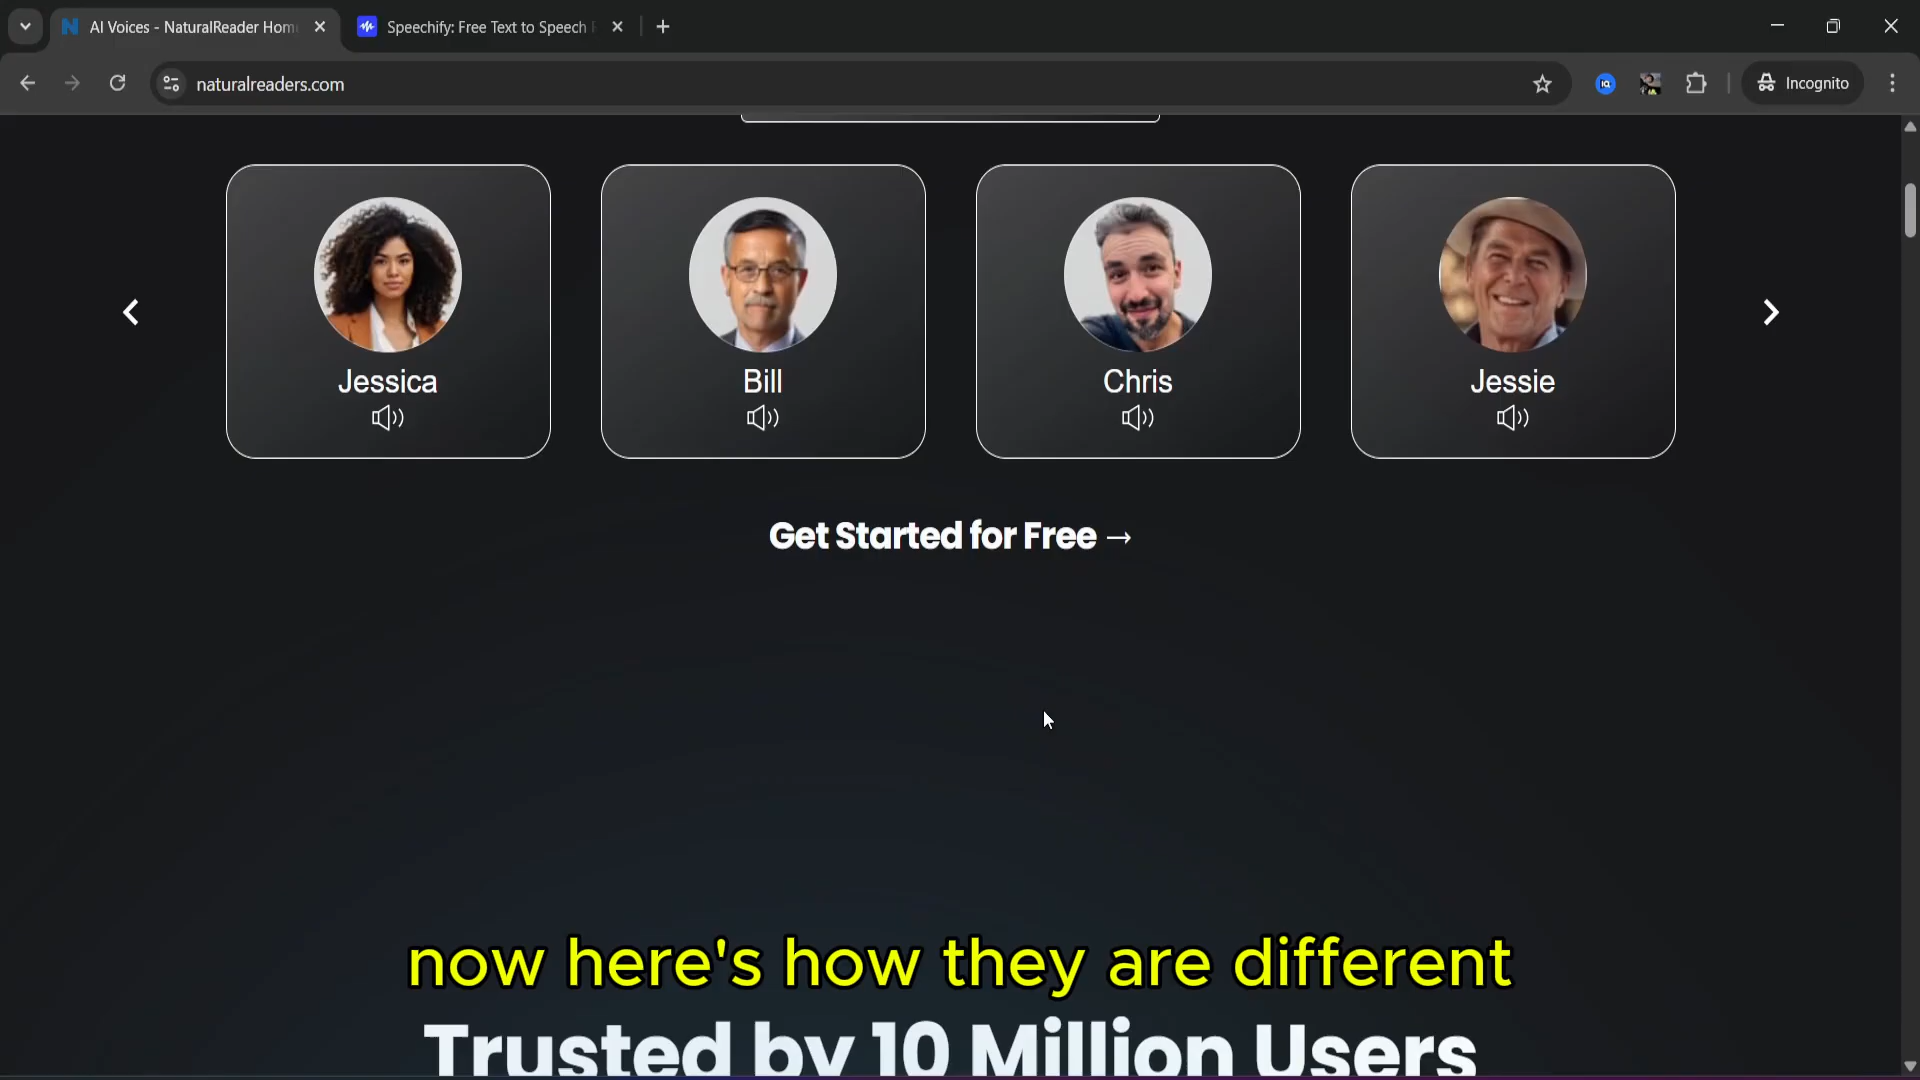 AI Voices - NaturalReader Hom
Speechify: Free Text to Speech
naturalreaders.com
Incognito
Jessica
Bill
Chris
Jessie
Get Started for Free →
now here's how they are different
Trusted by 10 Million Users